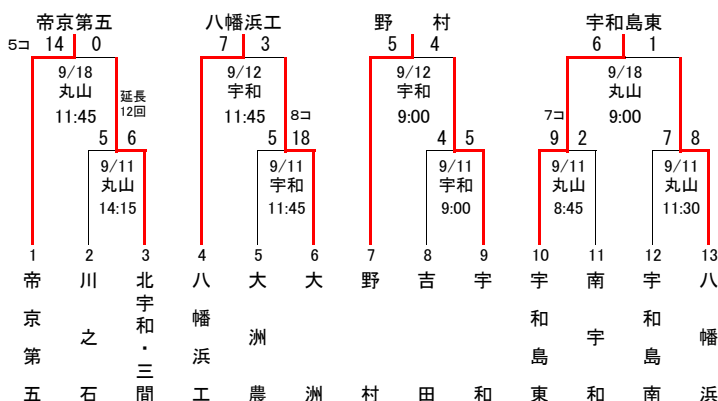 帝京第五 八幡浜工 野村 宇和島東
5コ 14 0 7 3 5 4 6 1
9/18 9/12 9/12 9/18
丸山 宇和 宇和 丸山
11:45 11:45 9:00 9:00
延長
12回
8コ 7コ
5 6 5 18 4 5 9 2 7 8
9/11 9/11 9/11 9/11 9/11
丸山 宇和 宇和 丸山 丸山
14:15 11:45 9:00 8:45 11:30
1 2 3 4 5 6 7 8 9 10 11 12 13
帝京第五
川之石
北宇和・三間
八幡浜工
大洲農
大洲
野村
吉田
宇和
宇和島東
南宇和
宇和島南
八幡浜